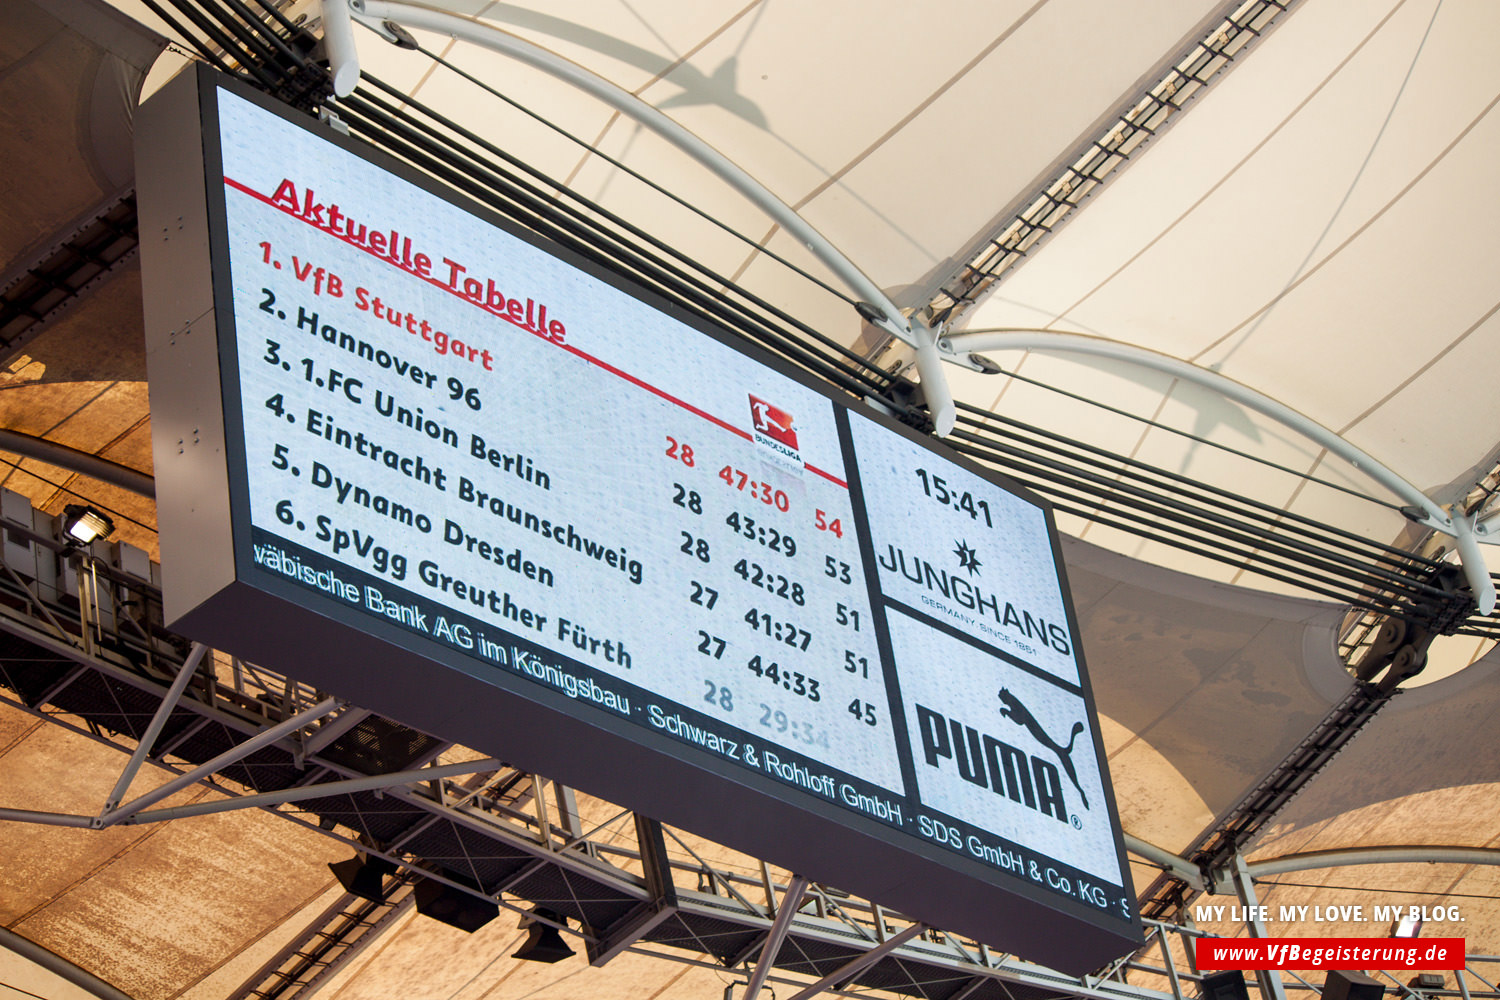 Aktuelle Tabelle
BUNDESLIGA
1. VfB Stuttgart 28 47:30 54
2. Hannover 96 28 43:29 53
3. 1.FC Union Berlin 28 42:28 51
4. Eintracht Braunschweig 27 41:27 51
5. Dynamo Dresden 27 44:33 45
6. SpVgg Greuther Fürth 28 29:34
wäbische Bank AG im Königsbau · Schwarz & Rohloff GmbH · SDS GmbH & Co. KG · S
15:41
JUNGHANS
GERMANY SINCE 1861
PUMA®
MY LIFE. MY LOVE. MY BLOG.
www.VfBegeisterung.de